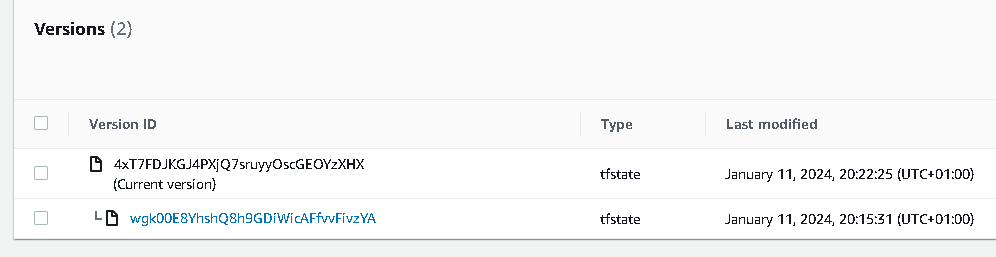 Versions (2)
Version ID Type Last modified
4xT7FDJKGJ4PXjQ7sruyyOscGEOYzXHX
(Current version) tfstate January 11, 2024, 20:22:25 (UTC+01:00)
wgk00E8YhshQ8h9GDiWicAFfvvFivzYA tfstate January 11, 2024, 20:15:31 (UTC+01:00)